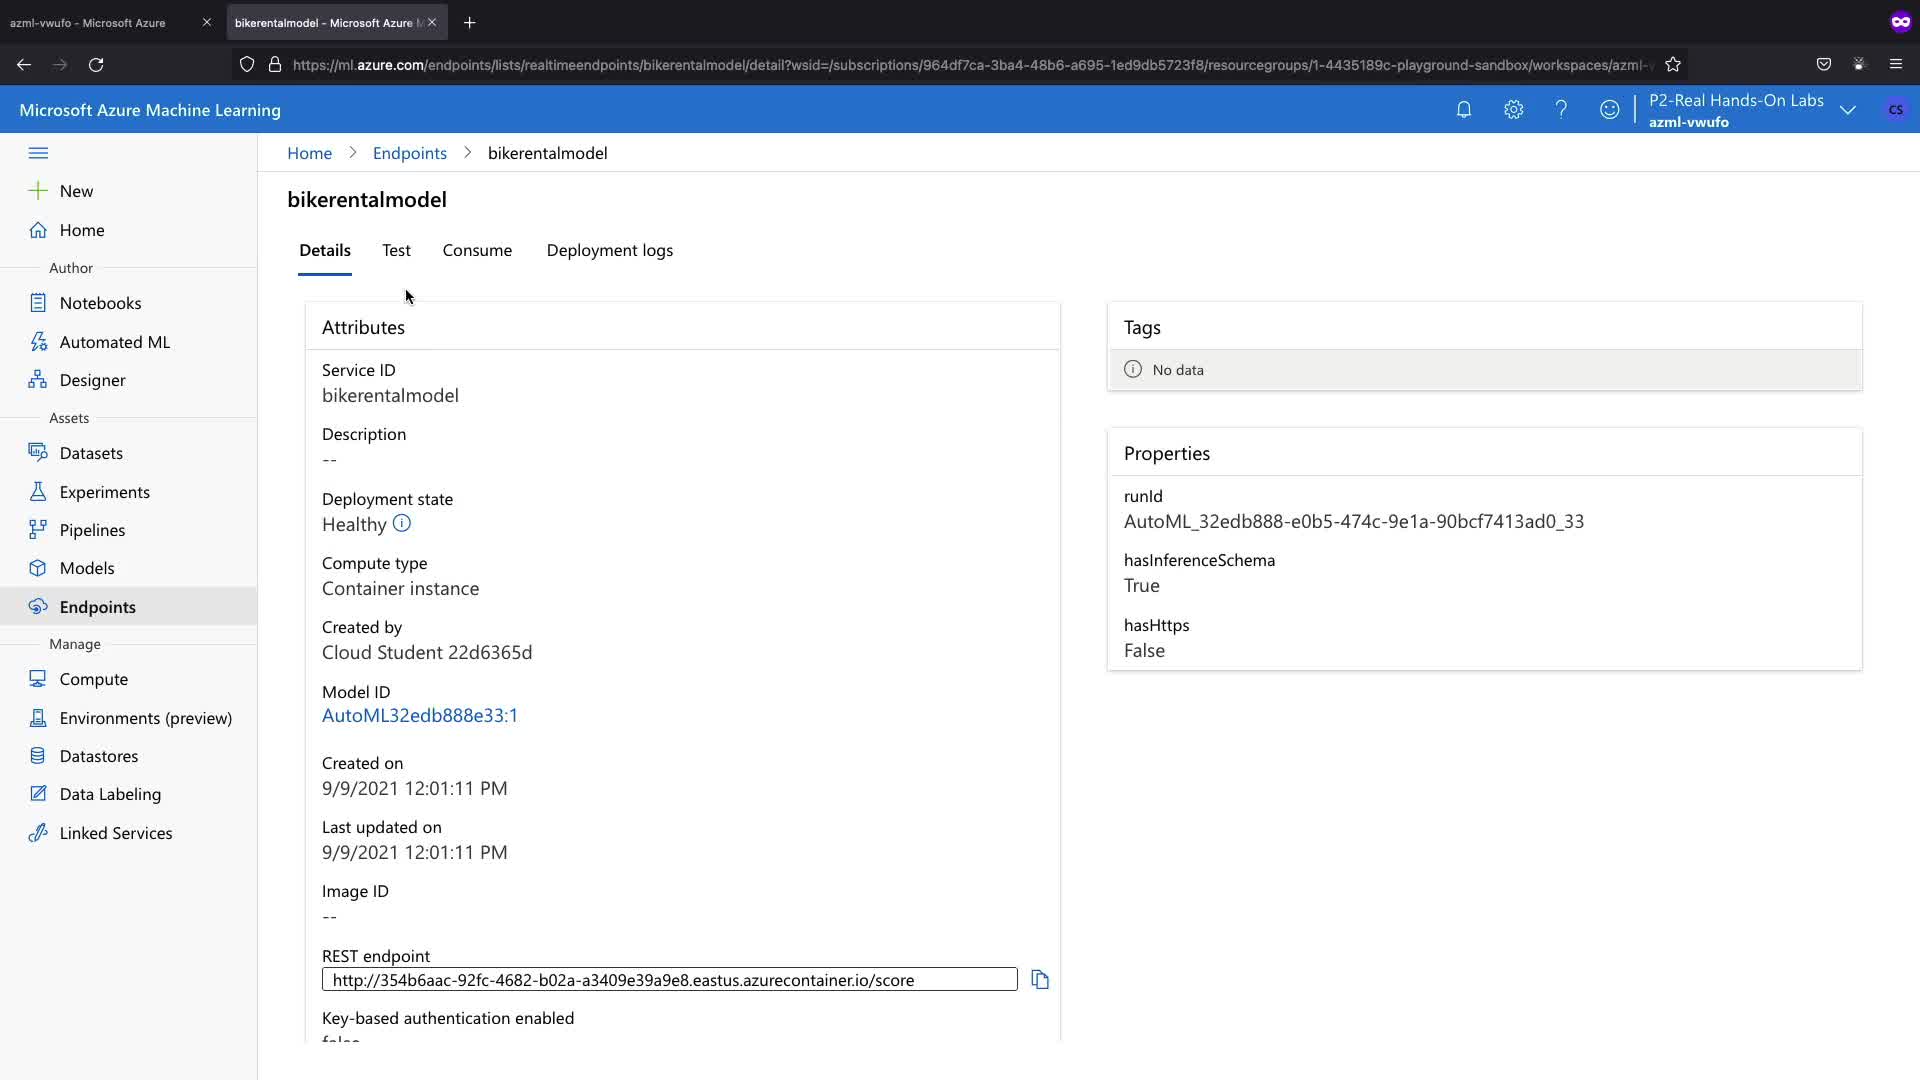 azml-vwufo - Microsoft Azure
bikerentalmodel - Microsoft Azure
https://ml.azure.com/endpoints/lists/realtimeendpoints/bikerentalmodel/detail?wsid=/subscriptions/964df7ca-3ba4-48b6-a695-1ed9db5723f8/resourcegroups/1-4435189c-playground-sandbox/workspaces/azml-v
Microsoft Azure Machine Learning
P2-Real Hands-On Labs
azml-vwufo
CS
Home > Endpoints > bikerentalmodel
New
Home
Author
Notebooks
Automated ML
Designer
Assets
Datasets
Experiments
Pipelines
Models
Endpoints
Manage
Compute
Environments (preview)
Datastores
Data Labeling
Linked Services
bikerentalmodel
Details Test Consume Deployment logs
Attributes
Service ID
bikerentalmodel
Description
--
Deployment state
Healthy
Compute type
Container instance
Created by
Cloud Student 22d6365d
Model ID
AutoML32edb888e33:1
Created on
9/9/2021 12:01:11 PM
Last updated on
9/9/2021 12:01:11 PM
Image ID
--
REST endpoint
http://354b6aac-92fc-4682-b02a-a3409e39a9e8.eastus.azurecontainer.io/score
Key-based authentication enabled
false
Tags
No data
Properties
runId
AutoML_32edb888-e0b5-474c-9e1a-90bcf7413ad0_33
hasInferenceSchema
True
hasHttps
False